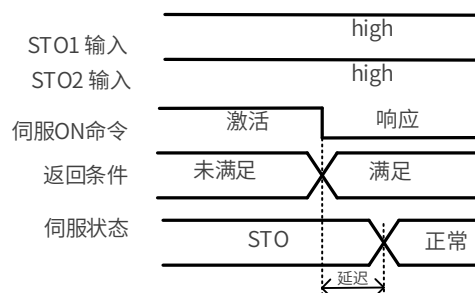 STO1 输入 high
STO2 输入 high
伺服ON命令 激活 响应
返回条件 未满足 满足
伺服状态 STO 正常
延迟